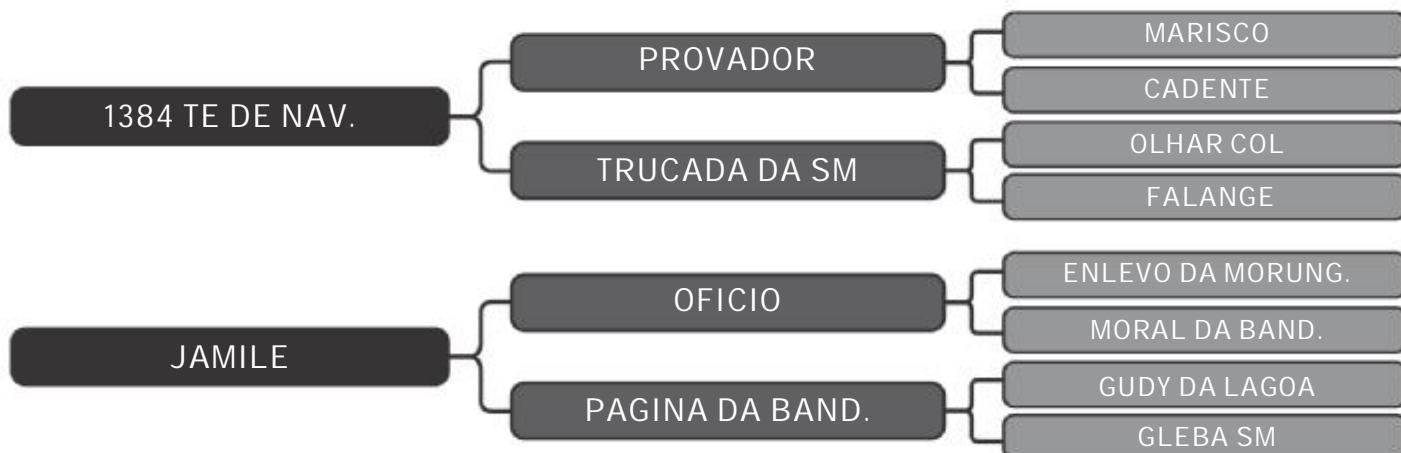 MARISCO
PROVADOR
CADENTE
1384 TE DE NAV.
OLHAR COL
TRUCADA DA SM
FALANGE
ENLEVO DA MORUNG.
OFICIO
MORAL DA BAND.
JAMILE
GUDY DA LAGOA
PAGINA DA BAND.
GLEBA SM